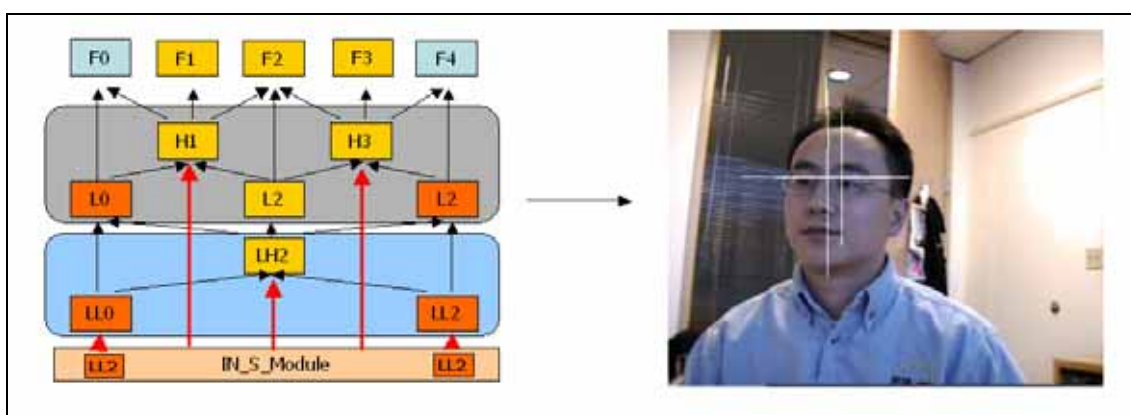 F0 F1 F2 F3 F4
H1 H3
L0 L2 L2
LH2
LL0 LL2
LL2 IN_S_Module LL2